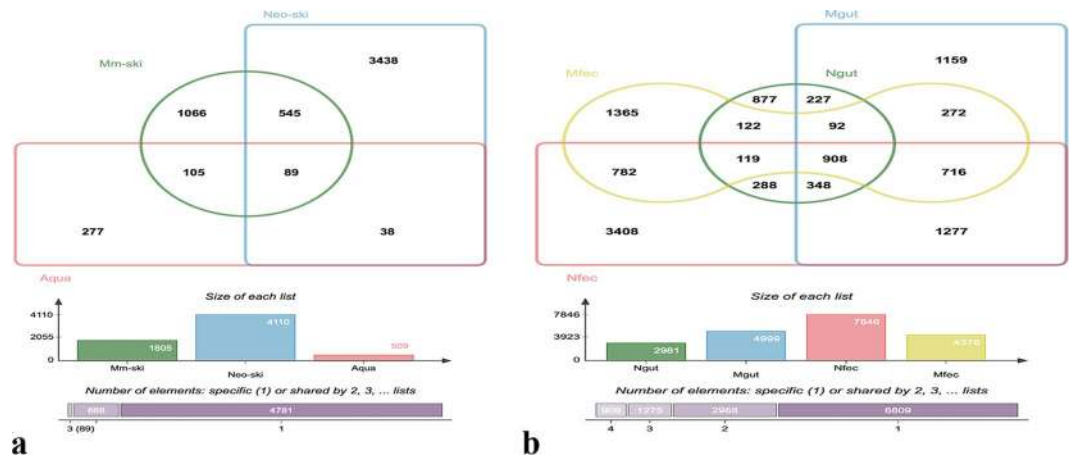 Neo-ski
3438
Mm-ski
1066
545
105
89
277
38
Aqua
Size of each list
4110
2055
0
1805
4110
509
Mm-ski
Neo-ski
Aqua
Number of elements: specific (1) or shared by 2, 3, ... lists
688
4781
3 (89)
1
a
Mgut
1159
Mfec
Ngut
1365
877
227
272
122
92
119
908
782
716
288
348
3408
1277
Nfec
Size of each list
7846
3923
0
2981
4999
7846
4376
Ngut
Mgut
Nfec
Mfec
Number of elements: specific (1) or shared by 2, 3, ... lists
908
1275
2968
6809
4
3
2
1
b